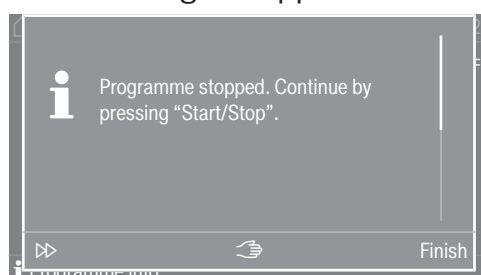 Programme stopped. Continue by
pressing “Start/Stop”.
Finish